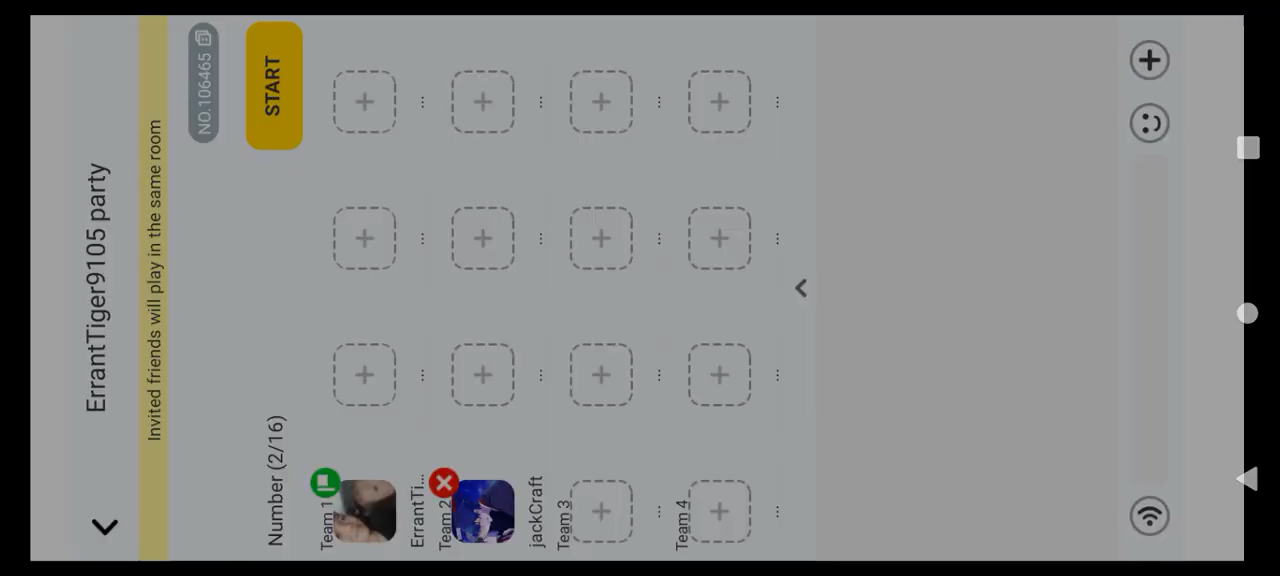 ErrantTiger9105 party
Invited friends will play in the same room
NO.106465
START
Number (2/16)
Team 1
ErrantTi...
...
...
...
Team 2
jackCraft
...
...
...
Team 3
...
...
...
...
Team 4
...
...
...
...